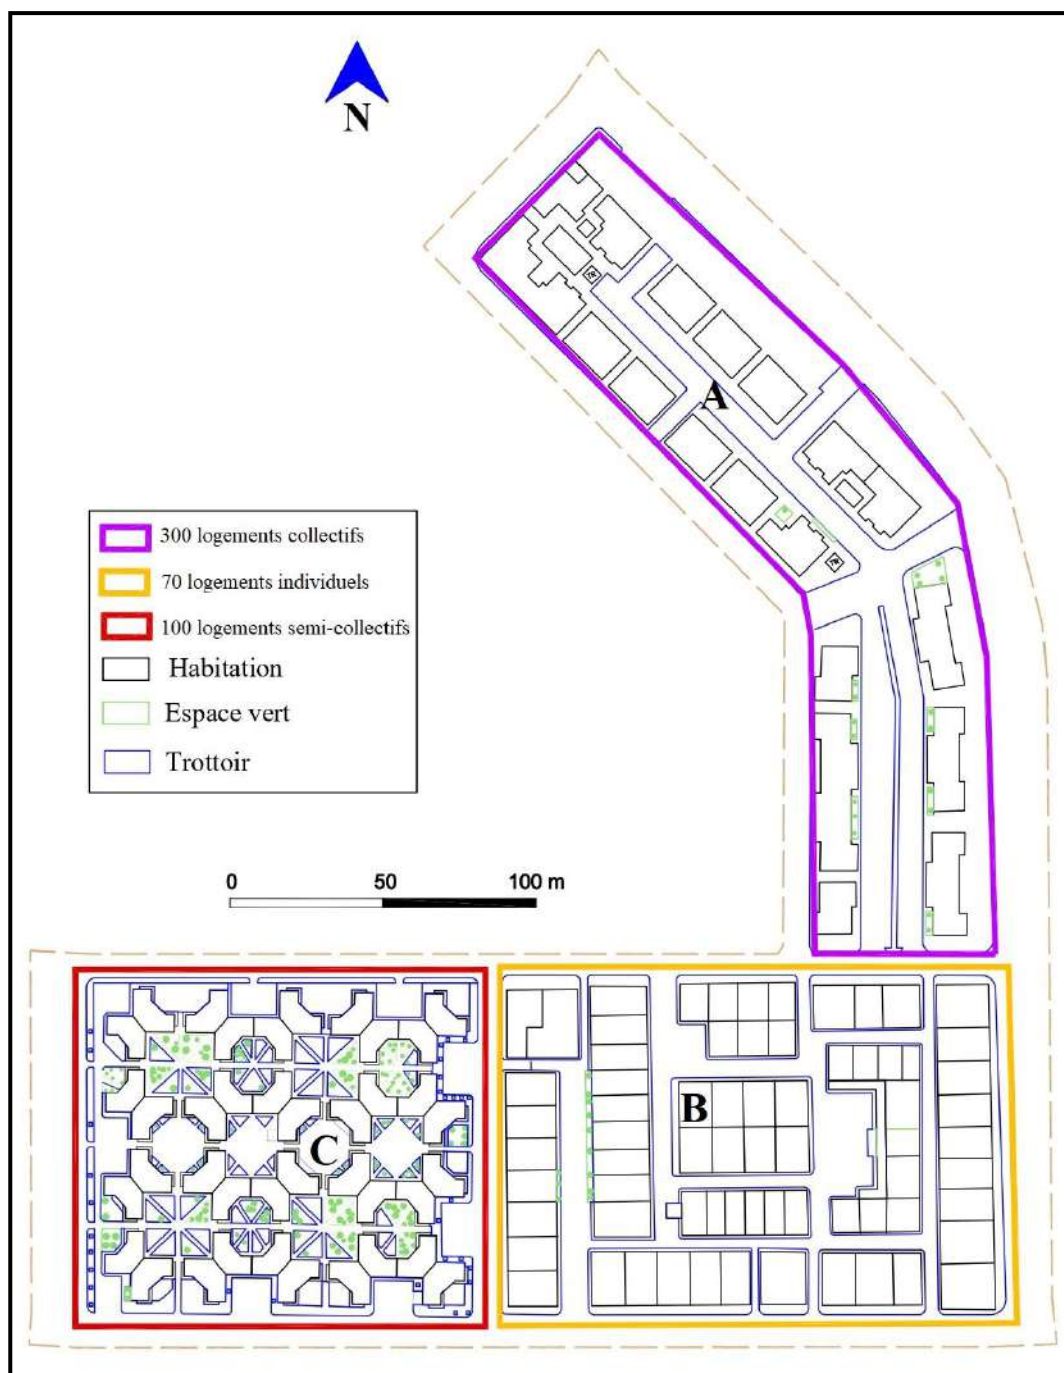 N
A
300 logements collectifs
70 logements individuels
100 logements semi-collectifs
Habitation
Espace vert
Trottoir
0 50 100 m
B
C